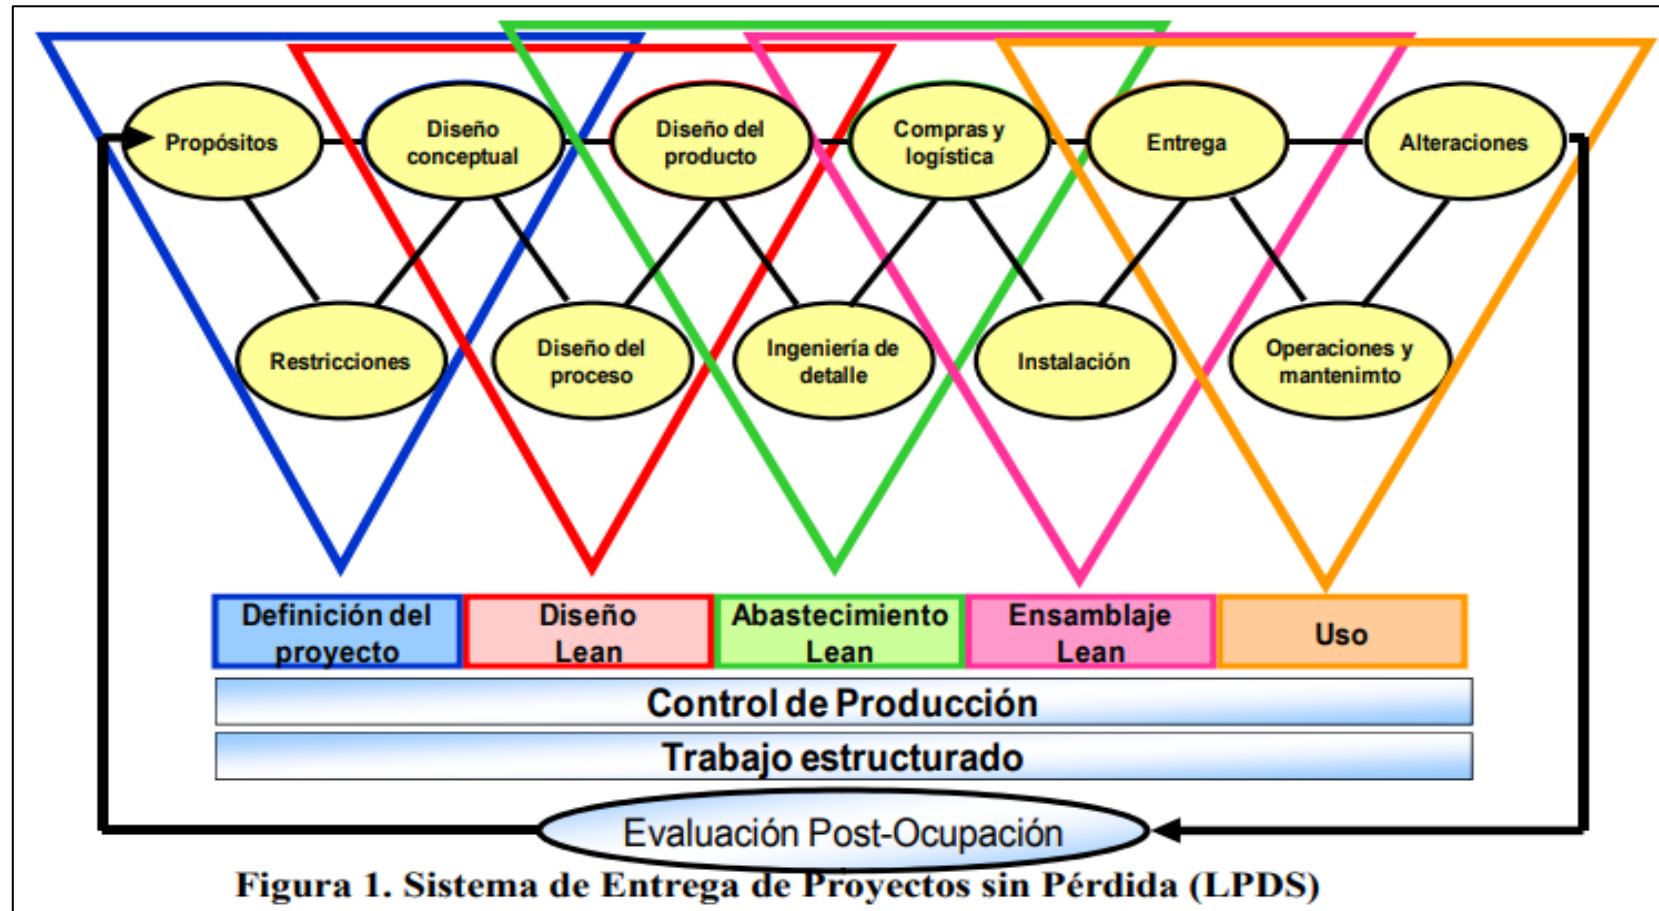 Propósitos
Diseño
conceptual
Diseño del
producto
Compras y
logística
Entrega
Alteraciones
Restricciones
Diseño del
proceso
Ingeniería de
detalle
Instalación
Operaciones y
mantenimto
Definición del
proyecto
Diseño
Lean
Abastecimiento
Lean
Ensamblaje
Lean
Uso
Control de Producción
Trabajo estructurado
Evaluación Post-Ocupación
Figura 1. Sistema de Entrega de Proyectos sin Pérdida (LPDS)